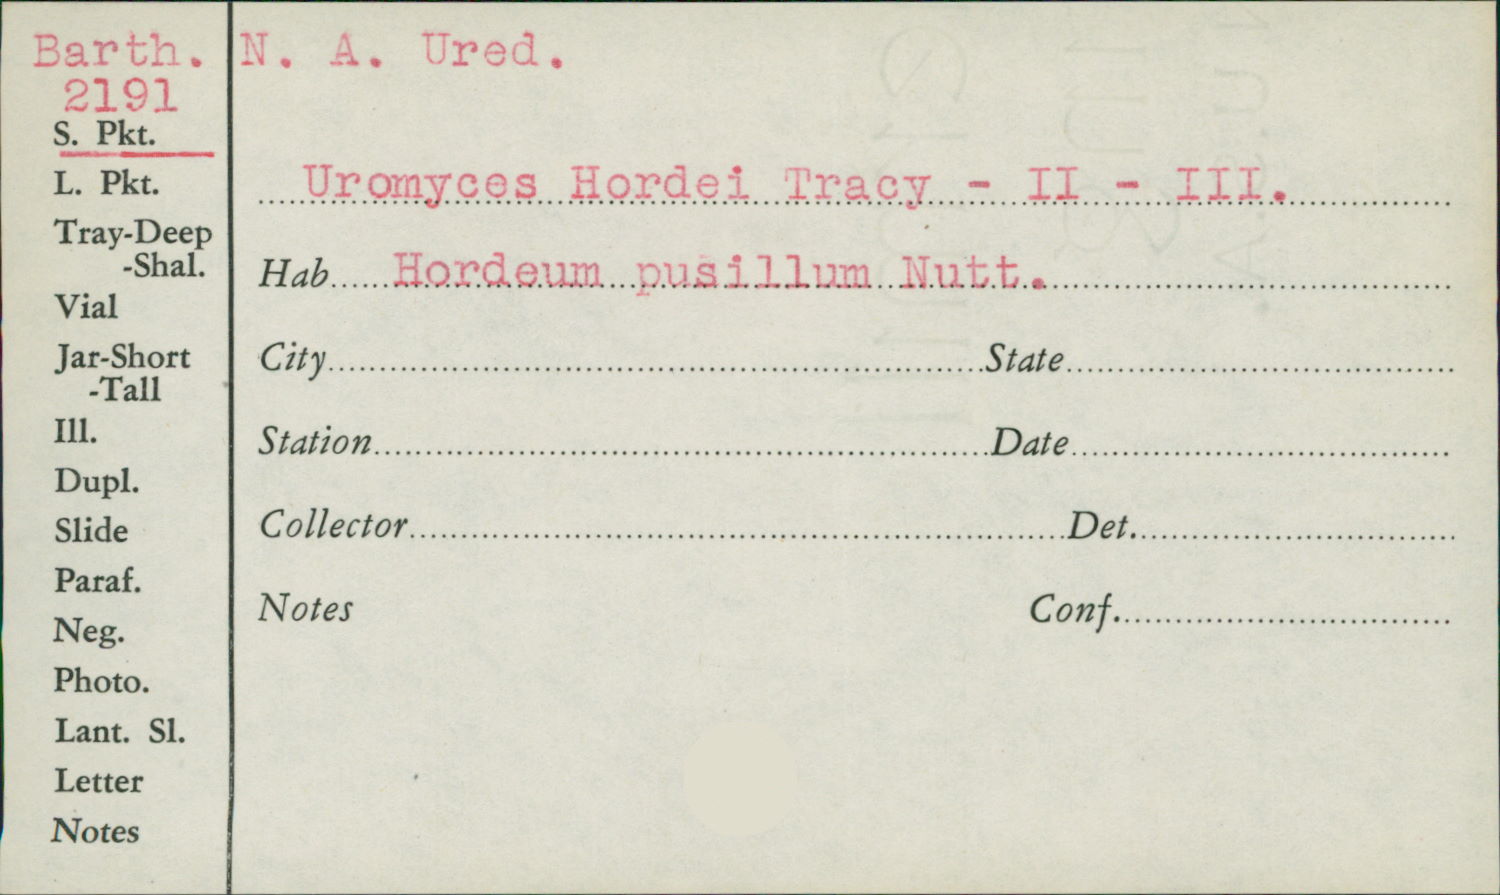 Barth. N. A. Ured.
2191
S. Pkt.
L. Pkt.
Tray-Deep
-Shal.
Vial
Jar-Short
-Tall
Ill.
Dupl.
Slide
Paraf.
Neg.
Photo.
Lant. Sl.
Letter
Notes
Uromyces Hordei Tracy - II - III.
Hab Hordeum pusillum Nutt.
City State
Station Date
Collector Det.
Notes Conf.